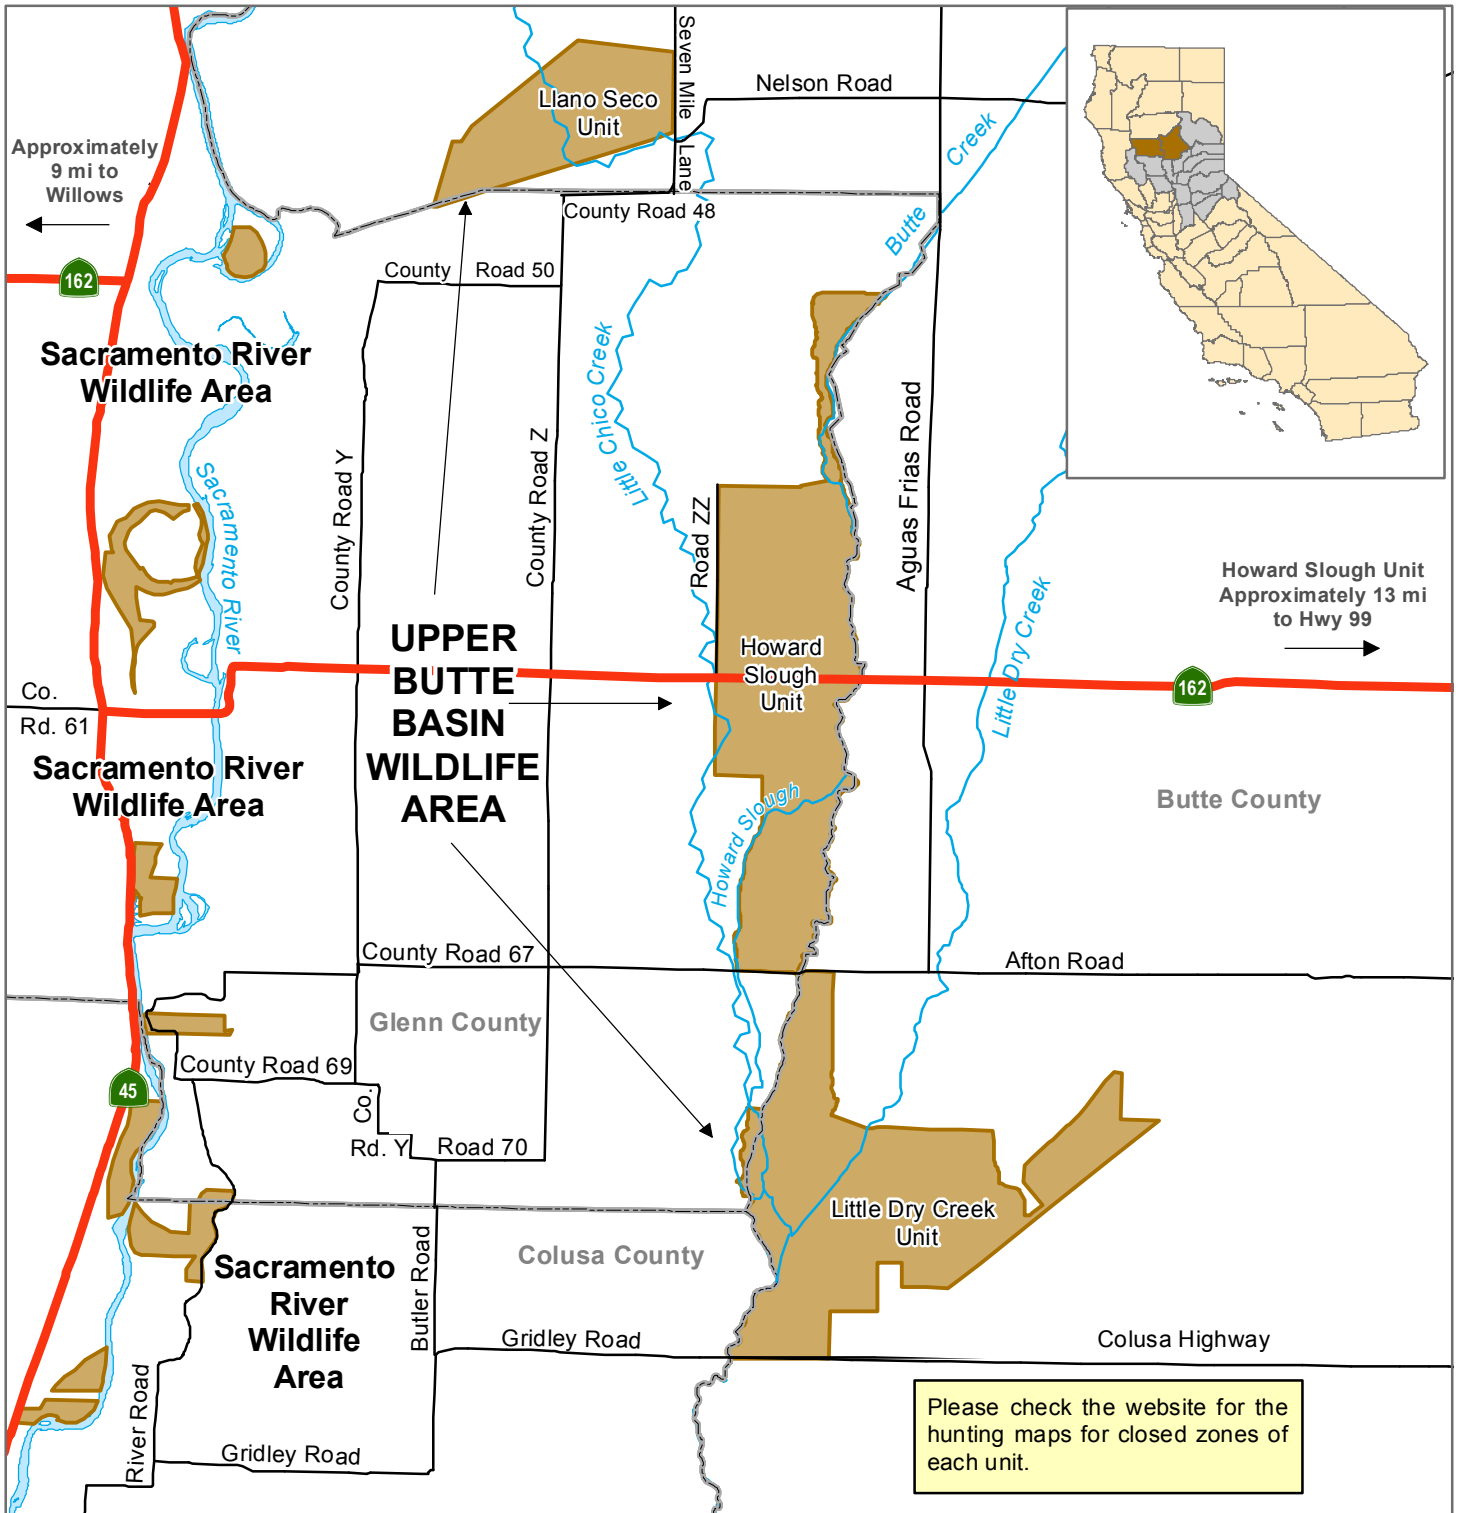 Seven Mile
Lane
Nelson Road
Llano Seco
Unit
Creek
Butte
Approximately
9 mi to
Willows
County Road 48
162
County Road 50
Sacramento River
Wildlife Area
Little Chico Creek
Sacramento River
County Road Y
County Road Z
Road ZZ
Aguas Frias Road
Little Dry Creek
Howard Slough Unit
Approximately 13 mi
to Hwy 99
UPPER
BUTTE
BASIN
WILDLIFE
AREA
Howard
Slough
Unit
162
Co.
Rd. 61
Sacramento River
Wildlife Area
Butte County
Howard Slough
County Road 67
Afton Road
Glenn County
County Road 69
45
Co.
Rd. Y
Road 70
Little Dry Creek
Unit
Colusa County
Butler Road
Sacramento
River
Wildlife
Area
Gridley Road
Colusa Highway
River Road
Gridley Road
Please check the website for the
hunting maps for closed zones of
each unit.